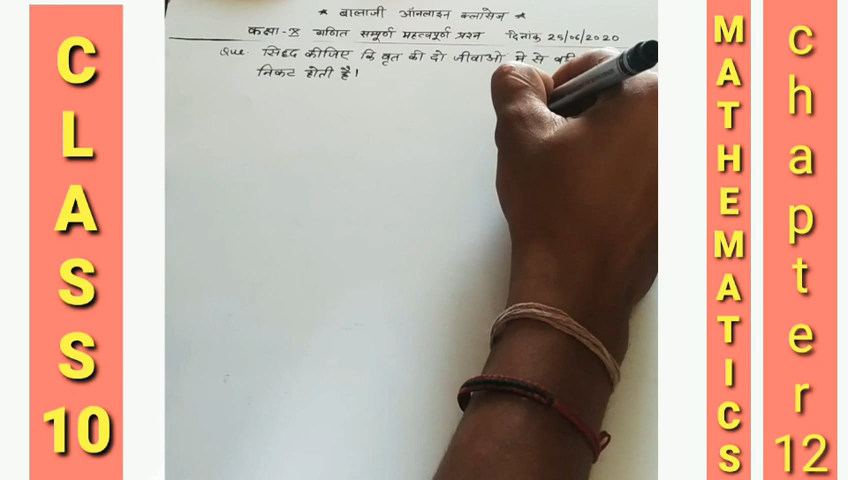 CLASS 10
★ बालाजी ऑनलाइन क्लासेज ★
कक्षा - X गणित सम्पूर्ण महत्वपूर्ण प्रश्न दिनांक 25/06/2020
Que. सिद्ध कीजिए कि वृत की दो जीवाओ मे से
निकट होती है।
MATHEMATICS
chapter 12